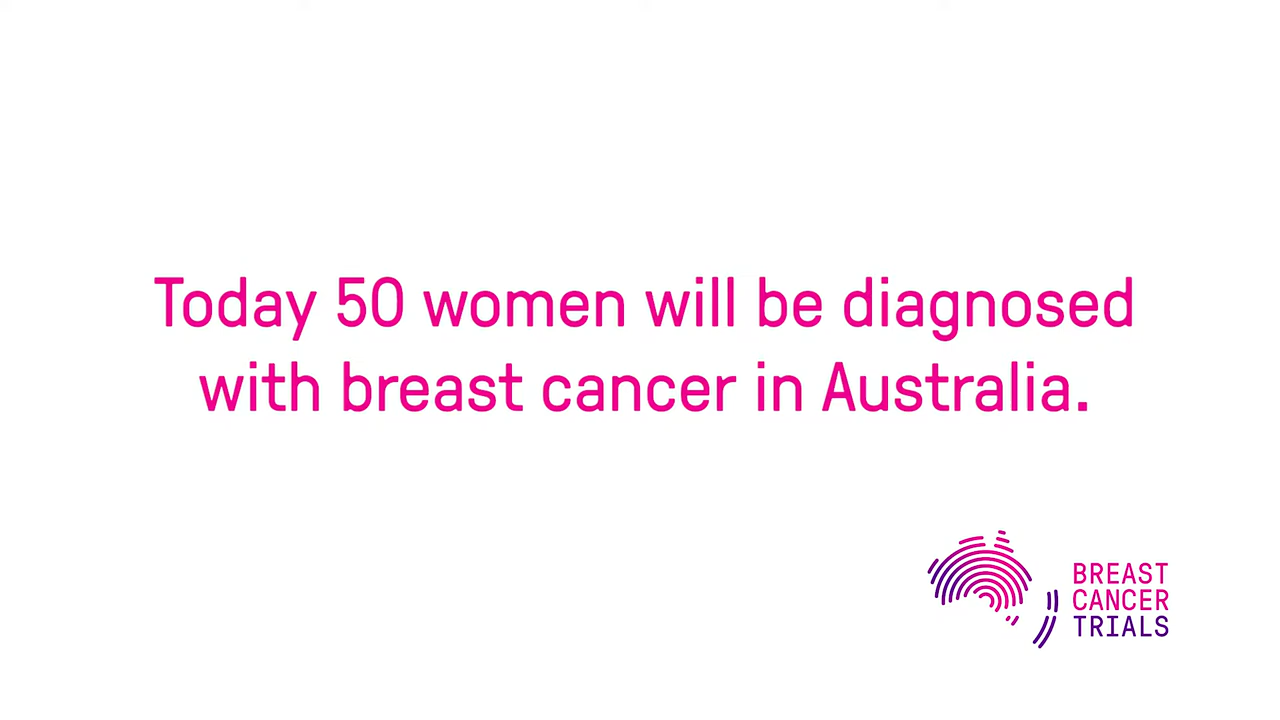 Today 50 women will be diagnosed
with breast cancer in Australia.
BREAST
CANCER
TRIALS